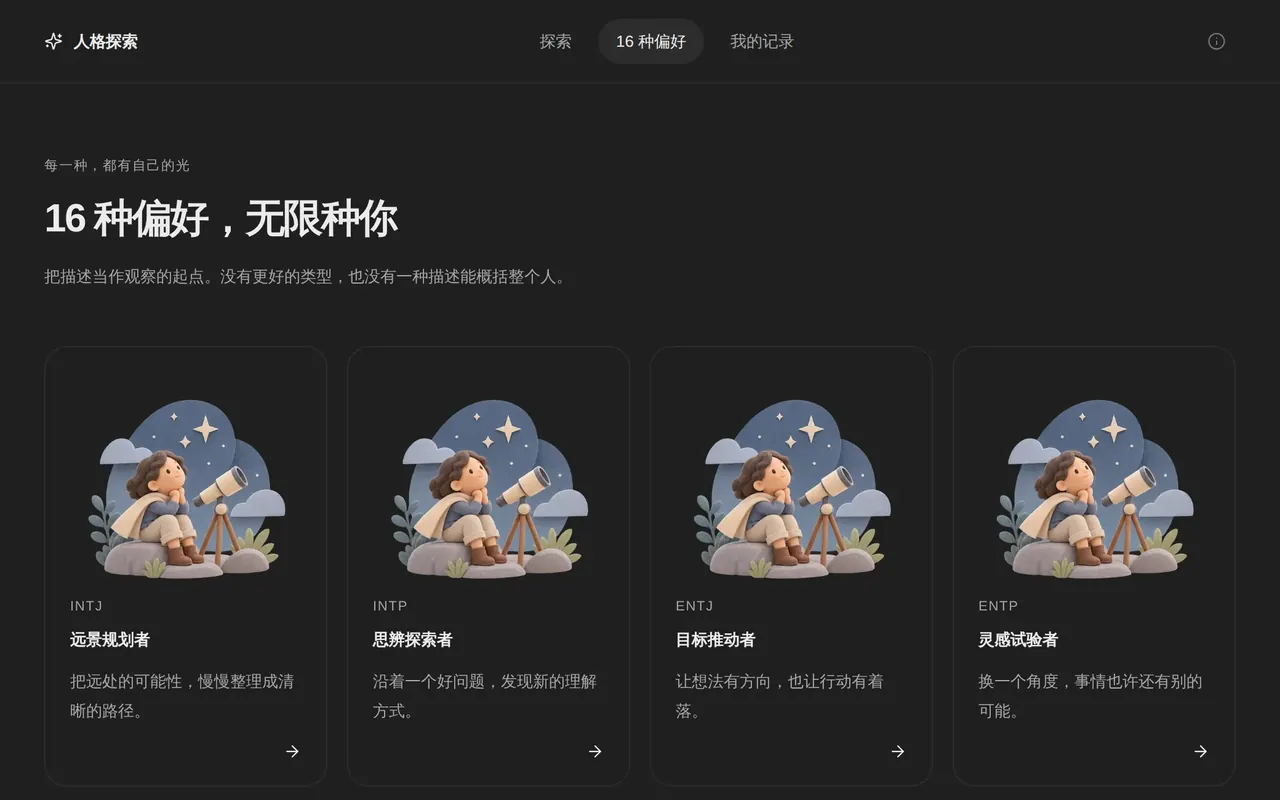 人格探索
探索
16 种偏好
我的记录
每一种，都有自己的光
16 种偏好，无限种你
把描述当作观察的起点。没有更好的类型，也没有一种描述能概括整个人。
INTJ
远景规划者
把远处的可能性，慢慢整理成清
晰的路径。
INTP
思辨探索者
沿着一个好问题，发现新的理解
方式。
ENTJ
目标推动者
让想法有方向，也让行动有着
落。
ENTP
灵感试验者
换一个角度，事情也许还有别的
可能。